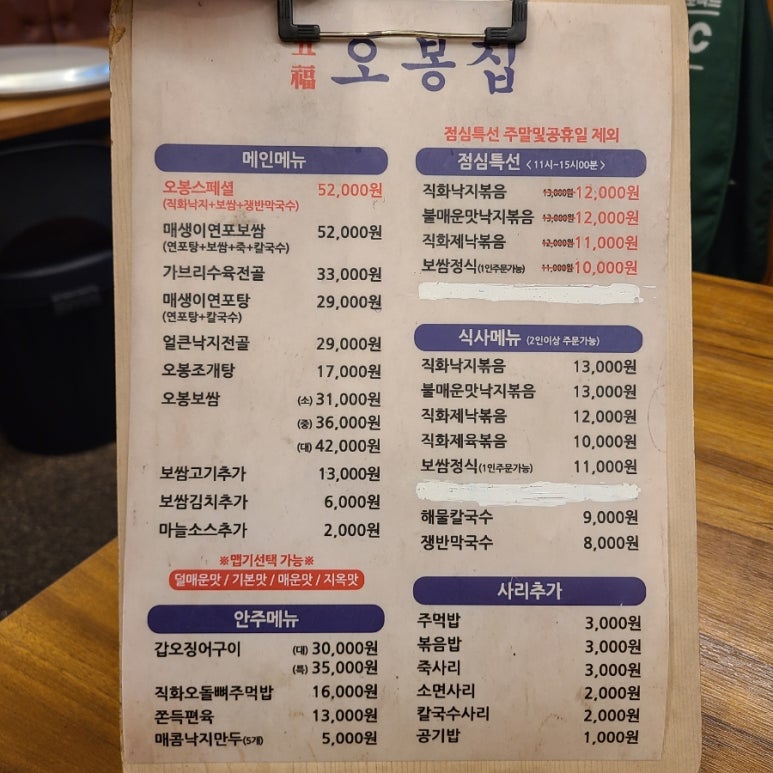 福 오봉집
메인메뉴
오봉스페셜 52,000원
(직화낙지+보쌈+쟁반막국수)
매생이연포보쌈 52,000원
(연포탕+보쌈+죽+칼국수)
가브리수육전골 33,000원
매생이연포탕 29,000원
(연포탕+칼국수)
얼큰낙지전골 29,000원
오봉조개탕 17,000원
오봉보쌈 (소) 31,000원
(중) 36,000원
(대) 42,000원
보쌈고기추가 13,000원
보쌈김치추가 6,000원
마늘소스추가 2,000원
※맵기선택 가능※
덜매운맛 / 기본맛 / 매운맛 / 지옥맛
안주메뉴
갑오징어구이 (대) 30,000원
(특) 35,000원
직화오돌뼈주먹밥 16,000원
쫀득편육 13,000원
매콤낙지만두(5개) 5,000원
점심특선 주말및공휴일 제외
점심특선 < 11시~15시00분 >
직화낙지볶음 13,000원 12,000원
불매운맛낙지볶음 13,000원 12,000원
직화제낙볶음 12,000원 11,000원
보쌈정식(1인주문가능) 11,000원 10,000원
식사메뉴 (2인이상 주문가능)
직화낙지볶음 13,000원
불매운맛낙지볶음 13,000원
직화제낙볶음 12,000원
직화제육볶음 10,000원
보쌈정식(1인주문가능) 11,000원
해물칼국수 9,000원
쟁반막국수 8,000원
사리추가
주먹밥 3,000원
볶음밥 3,000원
죽사리 3,000원
소면사리 2,000원
칼국수사리 2,000원
공기밥 1,000원
C